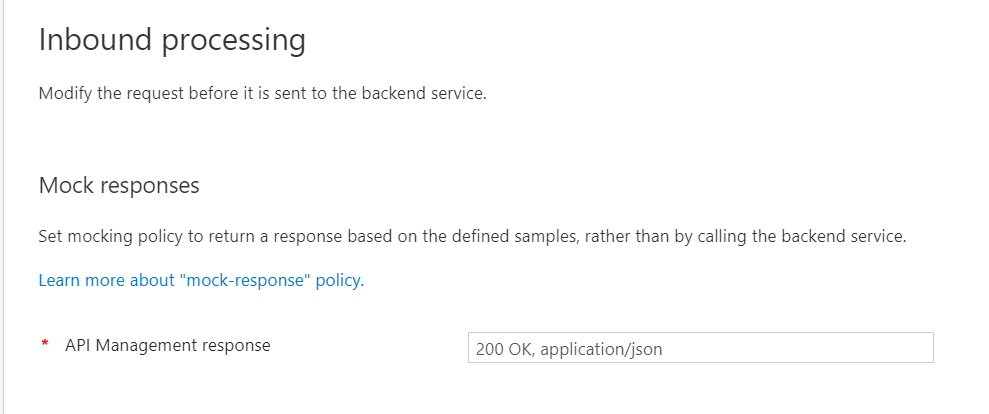 Inbound processing
Modify the request before it is sent to the backend service.
Mock responses
Set mocking policy to return a response based on the defined samples, rather than by calling the backend service.
Learn more about "mock-response" policy.
* API Management response 200 OK, application/json